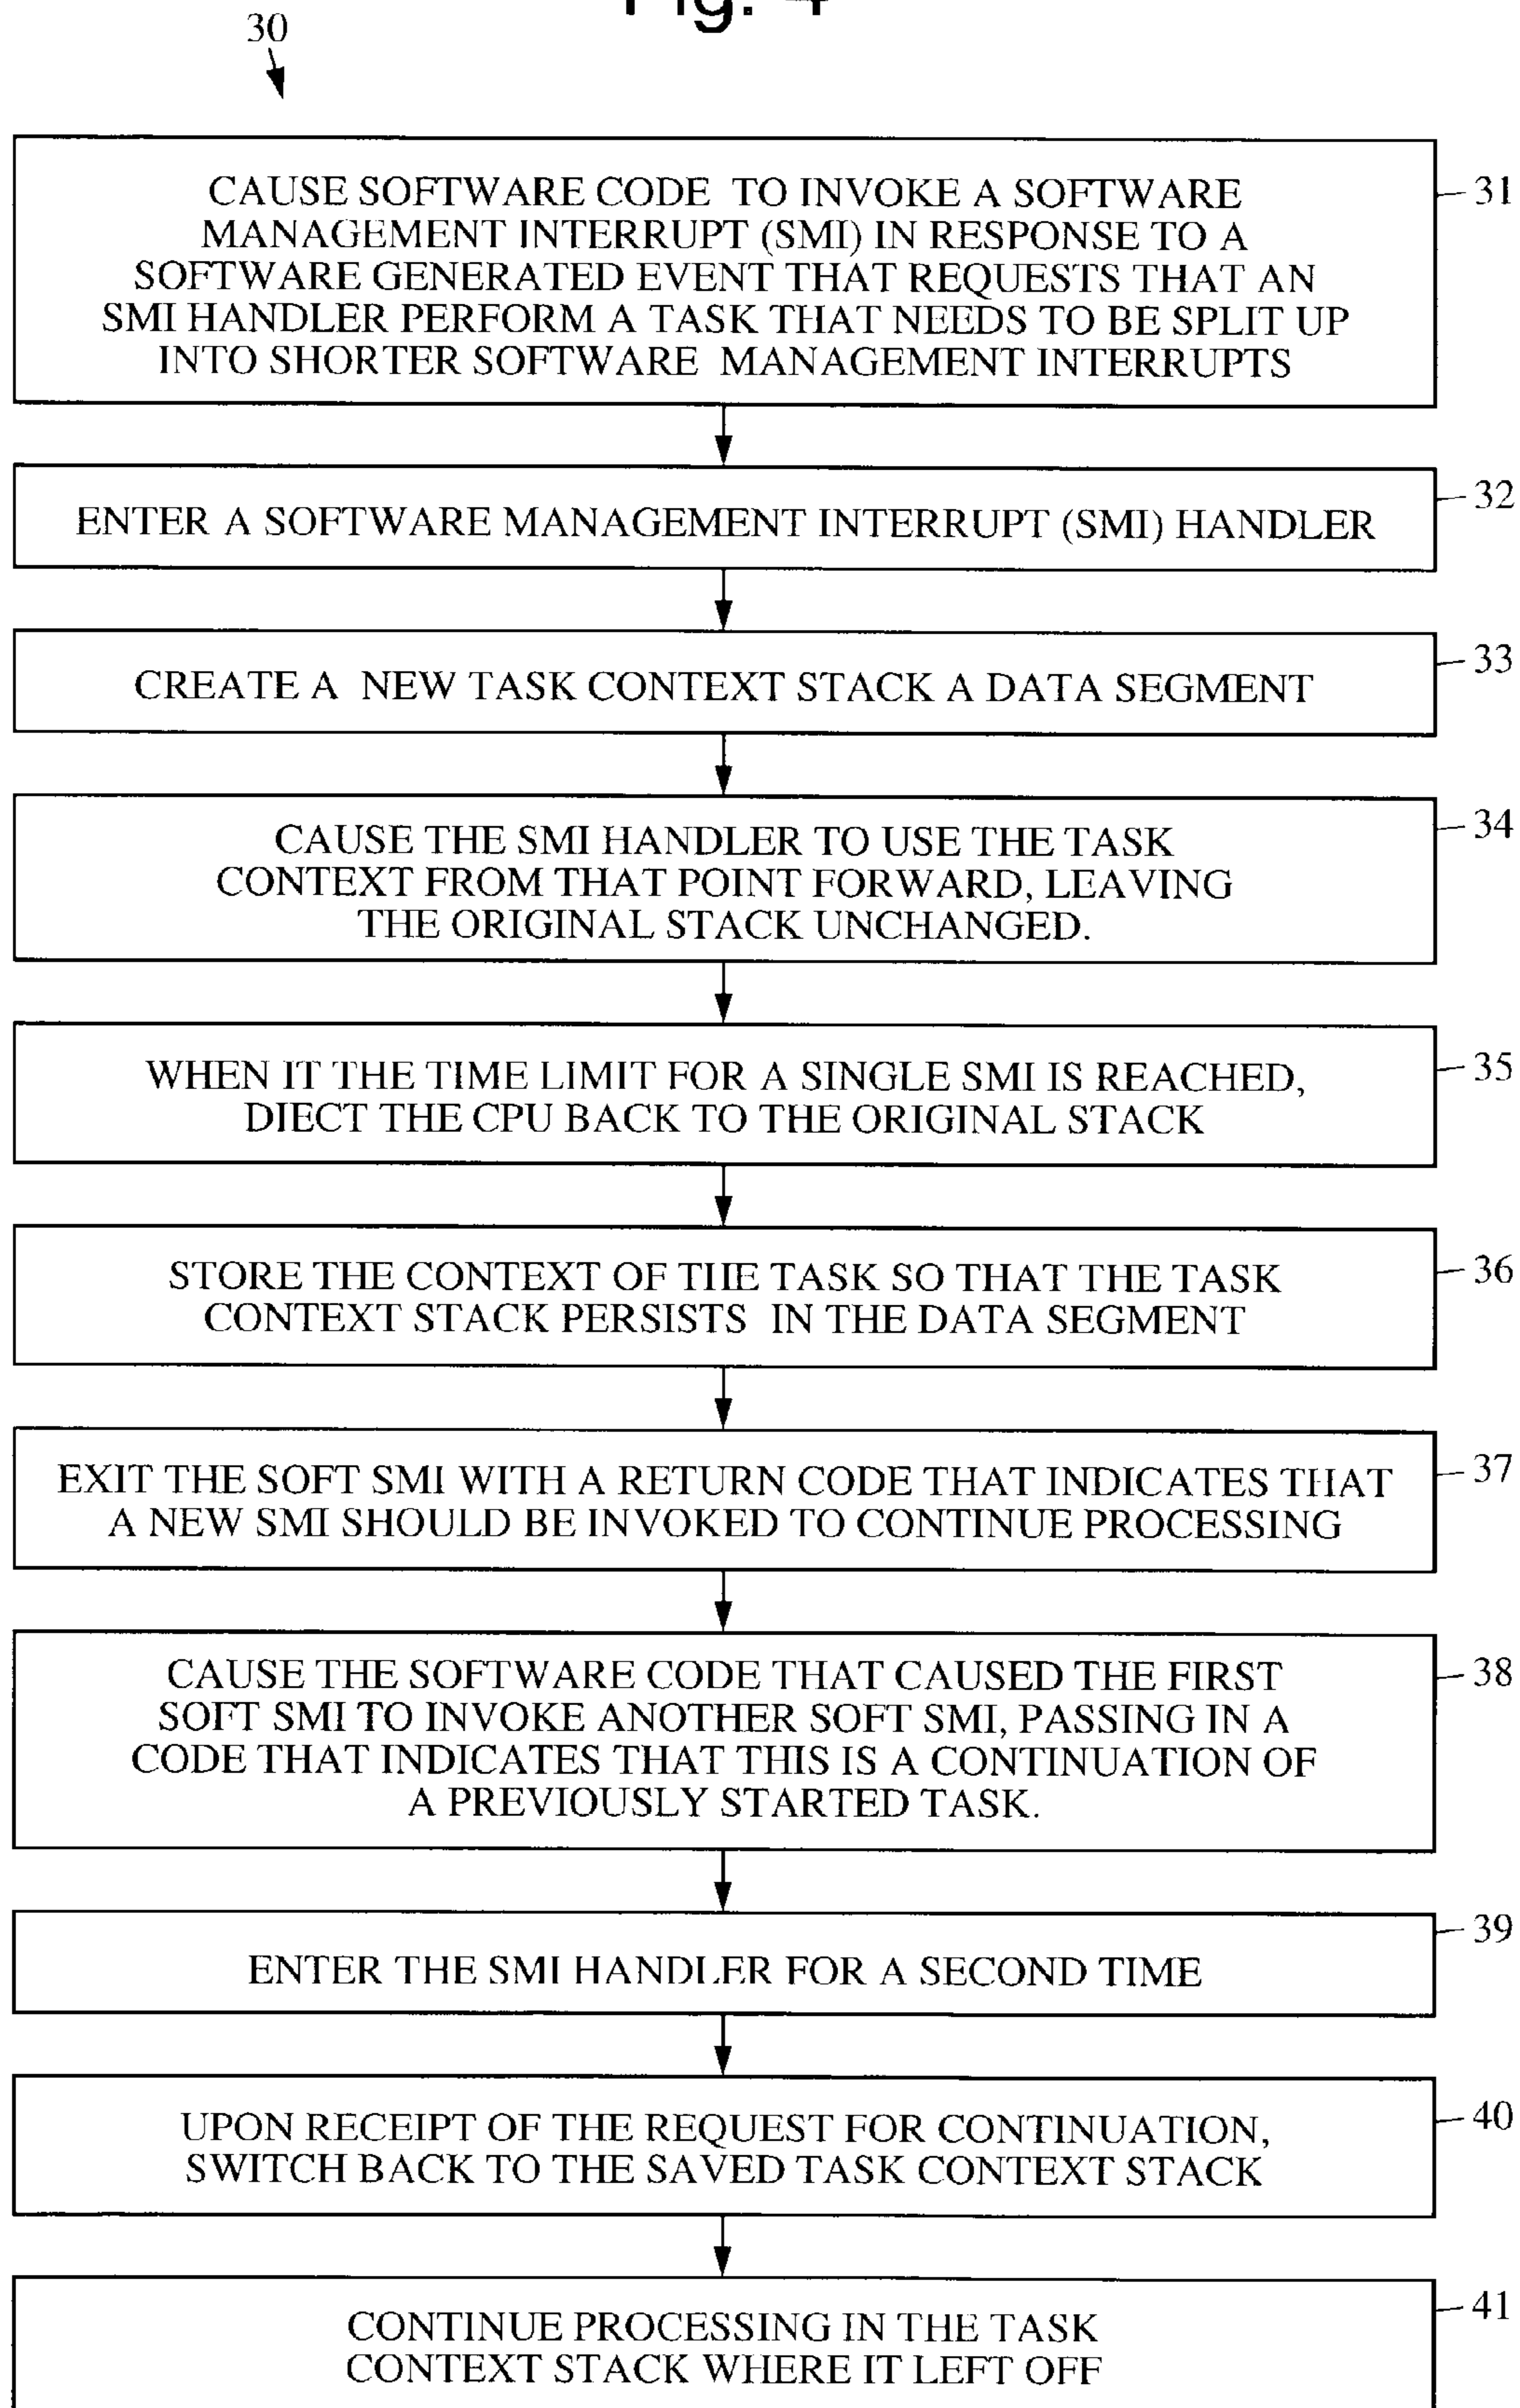 Fig. 4
30
CAUSE SOFTWARE CODE TO INVOKE A SOFTWARE
MANAGEMENT INTERRUPT (SMI) IN RESPONSE TO A
SOFTWARE GENERATED EVENT THAT REQUESTS THAT AN
SMI HANDLER PERFORM A TASK THAT NEEDS TO BE SPLIT UP
INTO SHORTER SOFTWARE MANAGEMENT INTERRUPTS
31
ENTER A SOFTWARE MANAGEMENT INTERRUPT (SMI) HANDLER
32
CREATE A NEW TASK CONTEXT STACK A DATA SEGMENT
33
CAUSE THE SMI HANDLER TO USE THE TASK
CONTEXT FROM THAT POINT FORWARD, LEAVING
THE ORIGINAL STACK UNCHANGED.
34
WHEN IT THE TIME LIMIT FOR A SINGLE SMI IS REACHED,
DIECT THE CPU BACK TO THE ORIGINAL STACK
35
STORE THE CONTEXT OF THE TASK SO THAT THE TASK
CONTEXT STACK PERSISTS IN THE DATA SEGMENT
36
EXIT THE SOFT SMI WITH A RETURN CODE THAT INDICATES THAT
A NEW SMI SHOULD BE INVOKED TO CONTINUE PROCESSING
37
CAUSE THE SOFTWARE CODE THAT CAUSED THE FIRST
SOFT SMI TO INVOKE ANOTHER SOFT SMI, PASSING IN A
CODE THAT INDICATES THAT THIS IS A CONTINUATION OF
A PREVIOUSLY STARTED TASK.
38
ENTER THE SMI HANDLER FOR A SECOND TIME
39
UPON RECEIPT OF THE REQUEST FOR CONTINUATION,
SWITCH BACK TO THE SAVED TASK CONTEXT STACK
40
CONTINUE PROCESSING IN THE TASK
CONTEXT STACK WHERE IT LEFT OFF
41